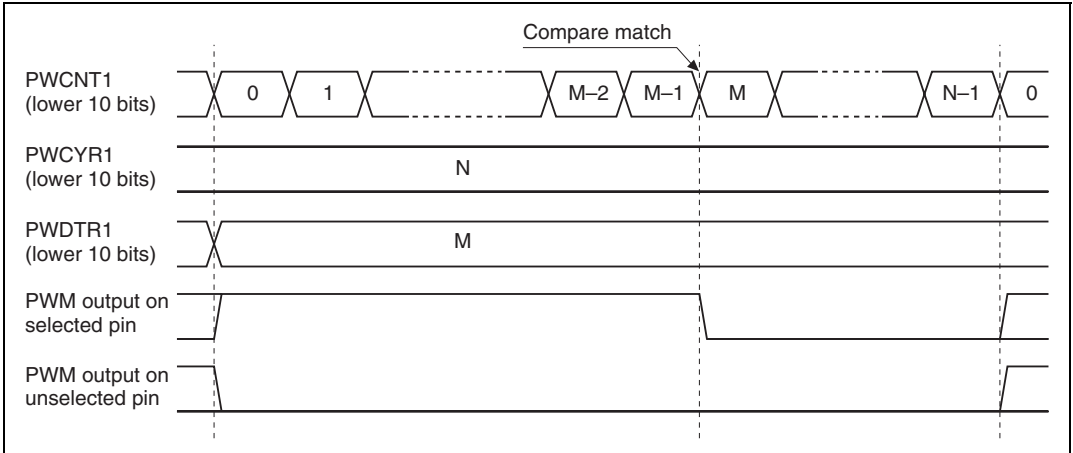 Compare match
PWCNT1
(lower 10 bits)
0 1 M–2 M–1 M N–1 0
PWCYR1
(lower 10 bits)
N
PWDTR1
(lower 10 bits)
M
PWM output on
selected pin
PWM output on
unselected pin